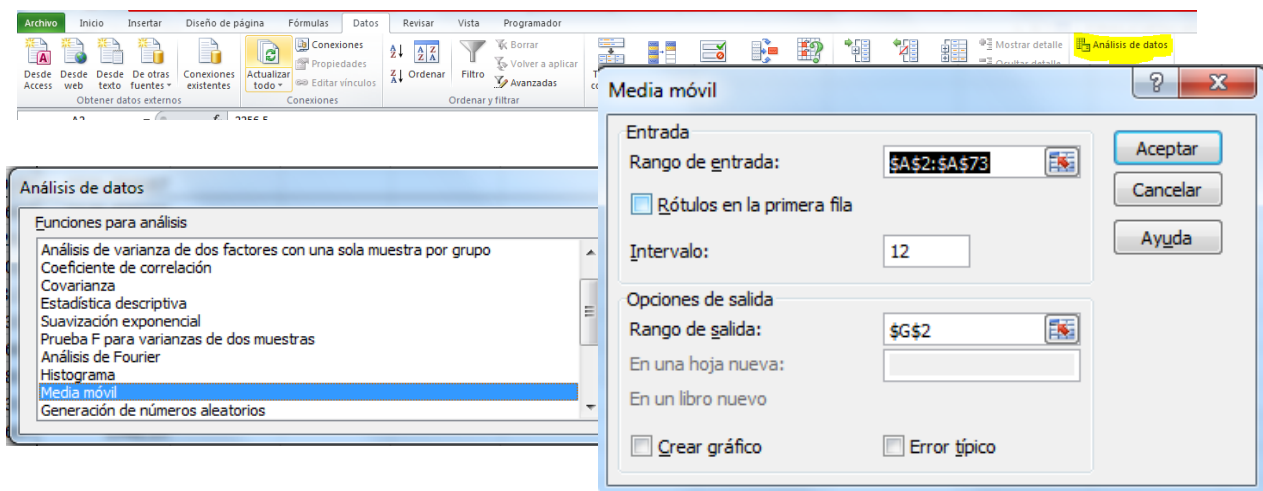 Archivo Inicio Insertar Diseño de página Fórmulas Datos Revisar Vista Programador
Desde Access
Desde web
Desde texto
De otras fuentes
Conexiones existentes
Obtener datos externos
Actualizar todo
Conexiones
Propiedades
Editar vínculos
Conexiones
Ordenar
Filtro
Borrar
Volver a aplicar
Avanzadas
Ordenar y filtrar
Mostrar detalle
Ocultar detalle
Análisis de datos
A2 2256,5
Análisis de datos
Funciones para análisis
Análisis de varianza de dos factores con una sola muestra por grupo
Coeficiente de correlación
Covarianza
Estadística descriptiva
Suavización exponencial
Prueba F para varianzas de dos muestras
Análisis de Fourier
Histograma
Media móvil
Generación de números aleatorios
Media móvil
Entrada
Rango de entrada: $A$2:$A$73
Rótulos en la primera fila
Intervalo: 12
Opciones de salida
Rango de salida: $G$2
En una hoja nueva:
En un libro nuevo
Crear gráfico Error típico
Aceptar
Cancelar
Ayuda